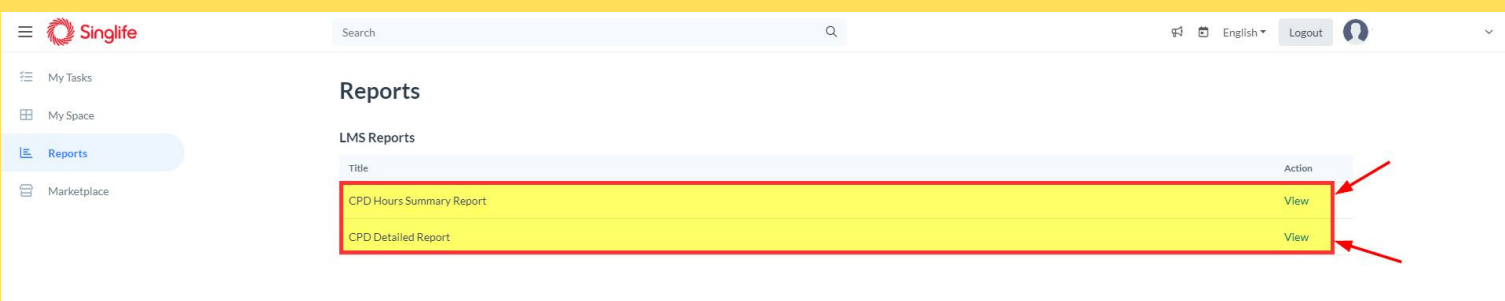 Singlife
Search
English
Logout
My Tasks
My Space
Reports
Marketplace
Reports
LMS Reports
Title Action
CPD Hours Summary Report View
CPD Detailed Report View